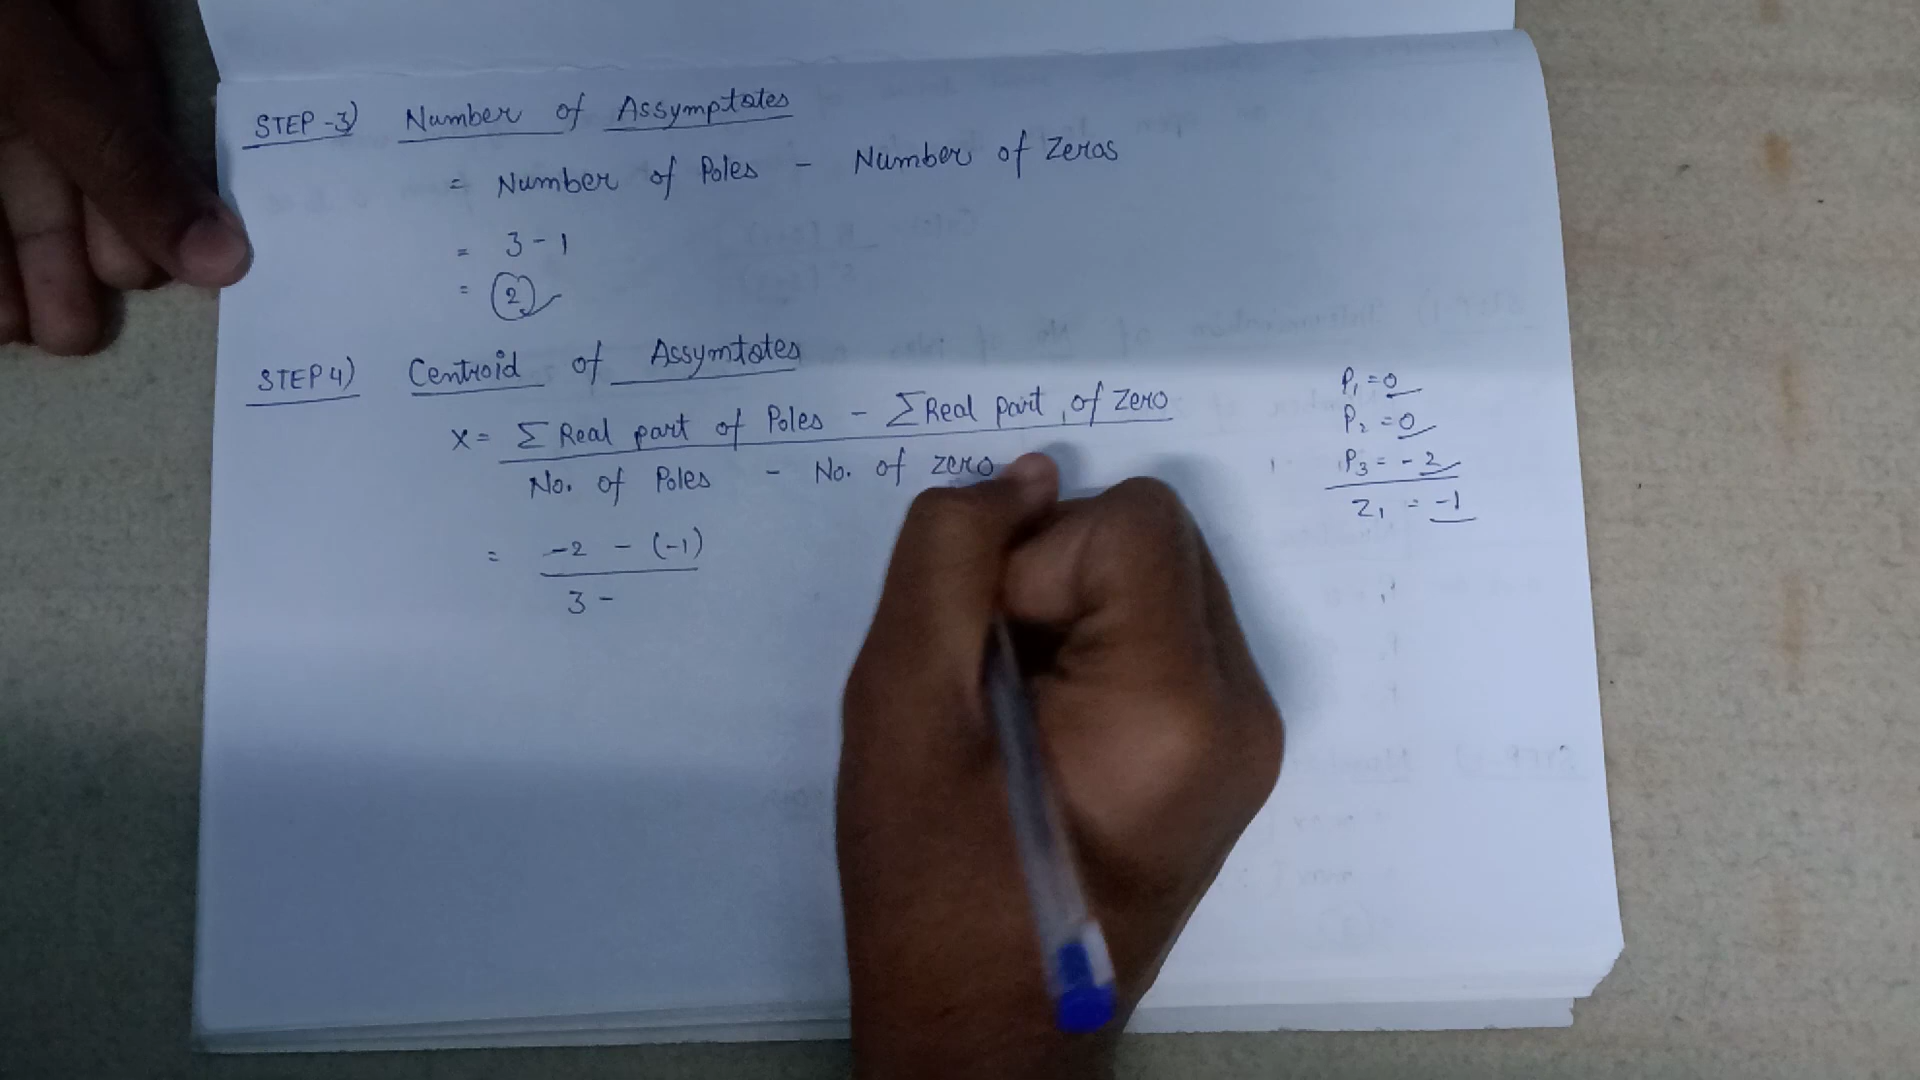 STEP-3) Number of Assymptotes
= Number of Poles - Number of Zeros
= 3-1
= 2
STEP 4) Centroid of Assymtotes
X = Σ Real part of Poles - Σ Real part of Zero
No. of Poles - No. of zero
= -2 - (-1)
3 -
P₁ = 0
P₂ = 0
P₃ = -2
Z₁ = -1